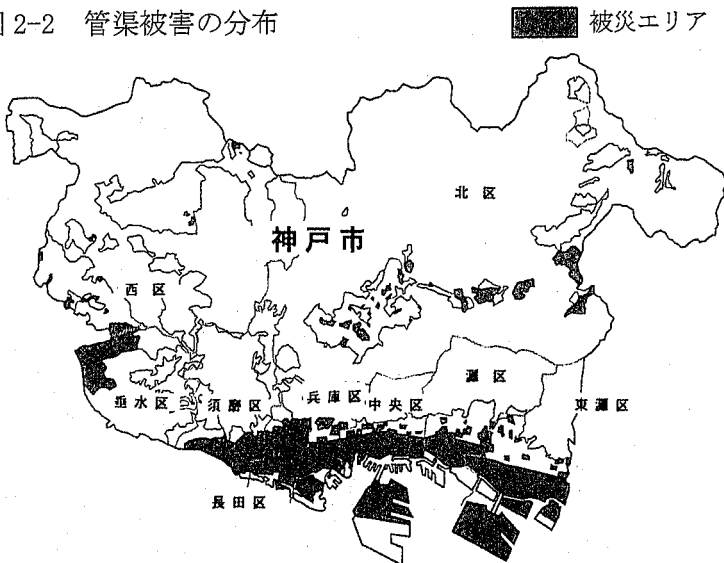 図 2-2 管渠被害の分布
被災エリア
北区
神戸市
西区
灘区
兵庫区
中央区
垂水区
須磨区
東灘区
長田区